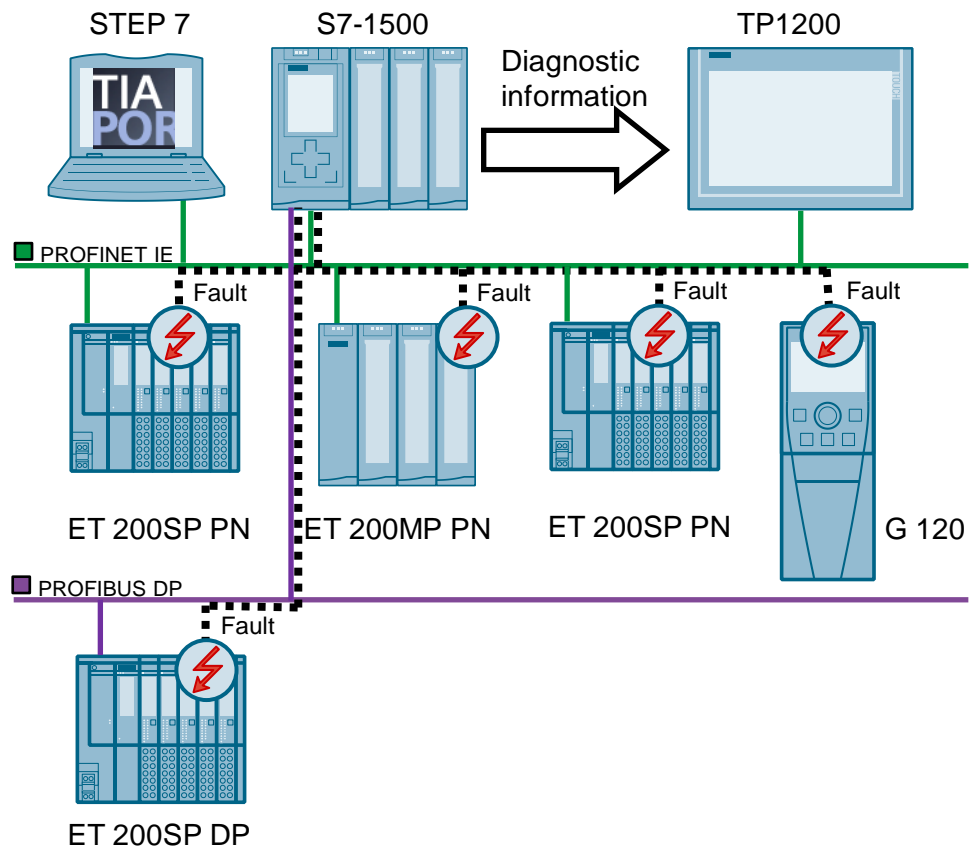 STEP 7
S7-1500
TP1200
TIA
POR
Diagnostic
information
TOUCH
PROFINET IE
Fault
Fault
Fault
Fault
ET 200SP PN
ET 200MP PN
ET 200SP PN
G 120
PROFIBUS DP
Fault
ET 200SP DP